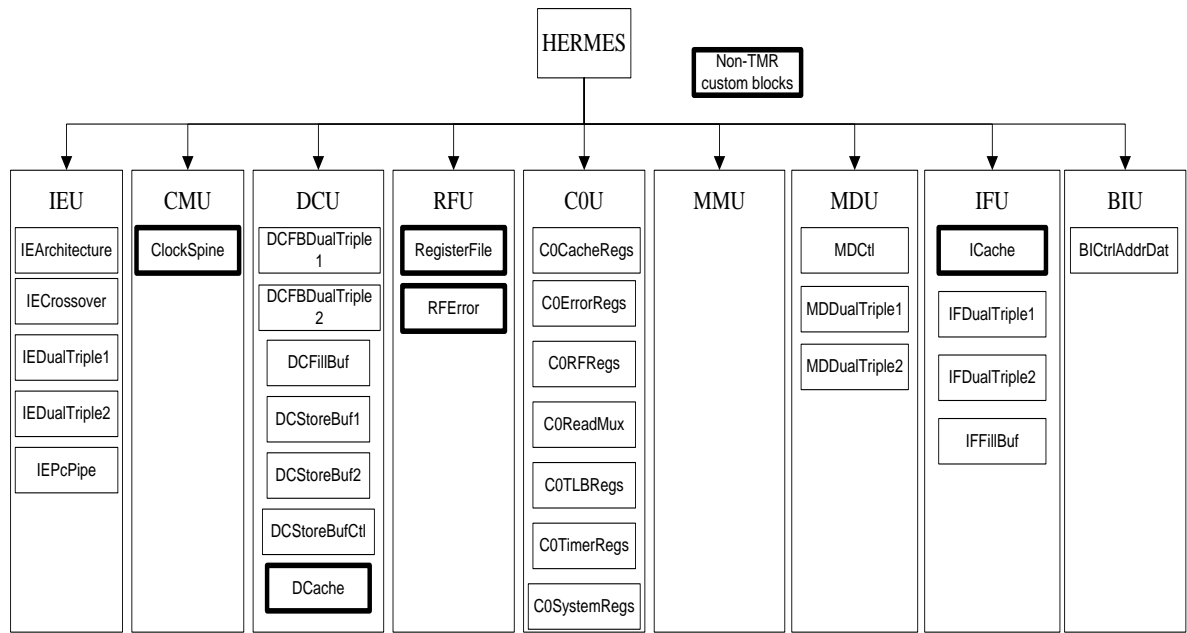 HERMES
Non-TMR
custom blocks
IEU
IEArchitecture
IECrossover
IEDualTriple1
IEDualTriple2
IEPcPipe
CMU
ClockSpine
DCU
DCFBDualTriple
1
DCFBDualTriple
2
DCFillBuf
DCStoreBuf1
DCStoreBuf2
DCStoreBufCtl
DCache
RFU
RegisterFile
RFError
C0U
C0CacheRegs
C0ErrorRegs
C0RFRegs
C0ReadMux
C0TLBRegs
C0TimerRegs
C0SystemRegs
MMU
MDU
MDCtl
MDDualTriple1
MDDualTriple2
IFU
ICache
IFDualTriple1
IFDualTriple2
IFFillBuf
BIU
BICtrlAddrDat